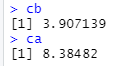 > cb
[1] 3.907139
> ca
[1] 8.38482